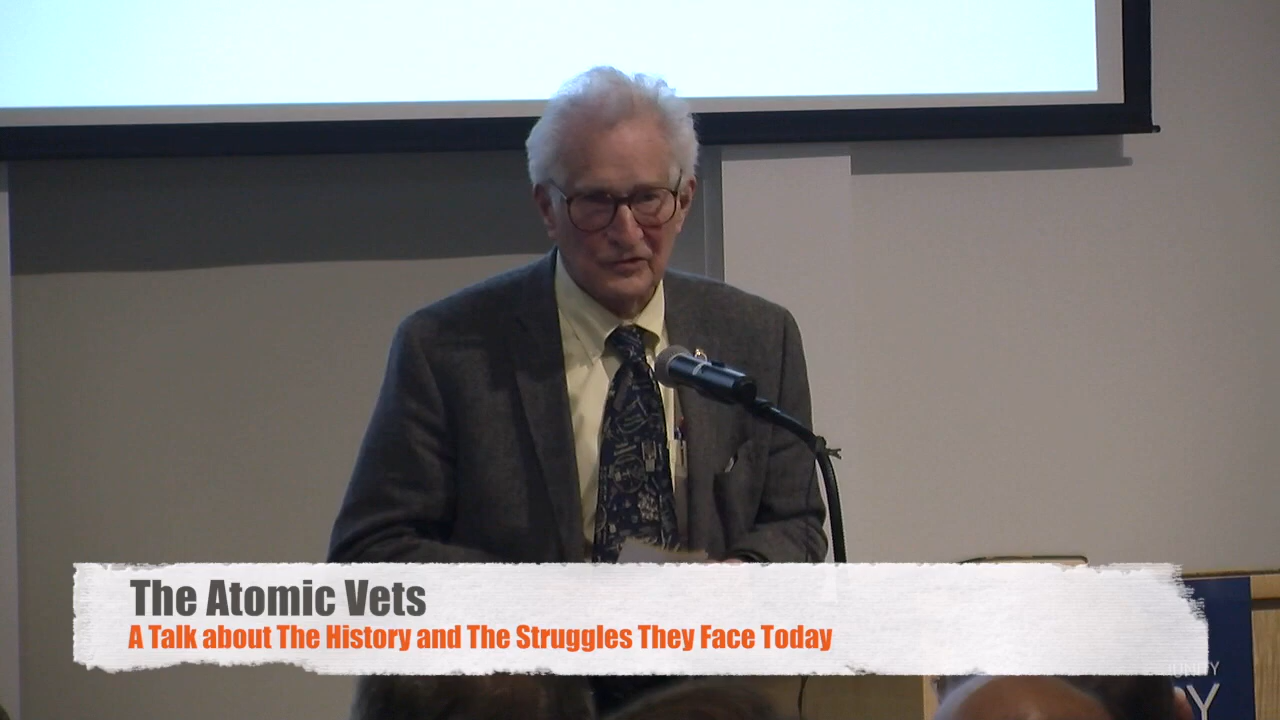 The Atomic Vets
A Talk about The History and The Struggles They Face Today